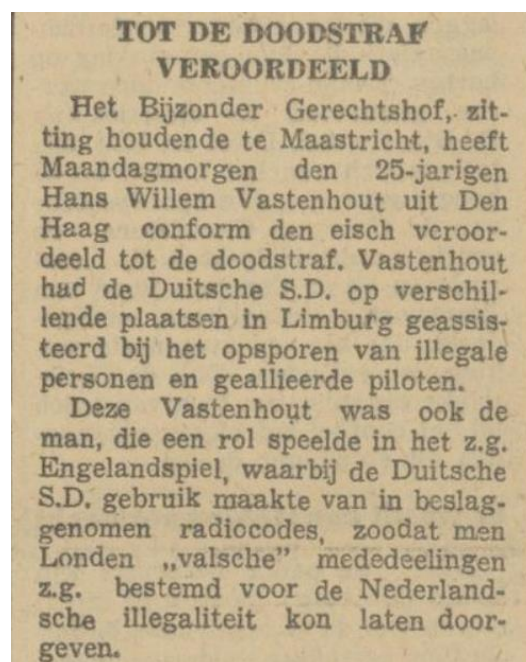 TOT DE DOODSTRAF
VEROORDEELD
Het Bijzonder Gerechtshof, zit-
ting houdende te Maastricht, heeft
Maandagmorgen den 25-jarigen
Hans Willem Vastenhout uit Den
Haag conform den eisch veroor-
deeld tot de doodstraf. Vastenhout
had de Duitsche S.D. op verschil-
lende plaatsen in Limburg geassis-
teerd bij het opsporen van illegale
personen en geallieerde piloten.
Deze Vastenhout was ook de
man, die een rol speelde in het z.g.
Engelandspiel, waarbij de Duitsche
S.D. gebruik maakte van in beslag-
genomen radiocodes, zoodat men
Londen „valsche” mededeelingen
z.g. bestemd voor de Nederland-
sche illegaliteit kon laten door-
geven.